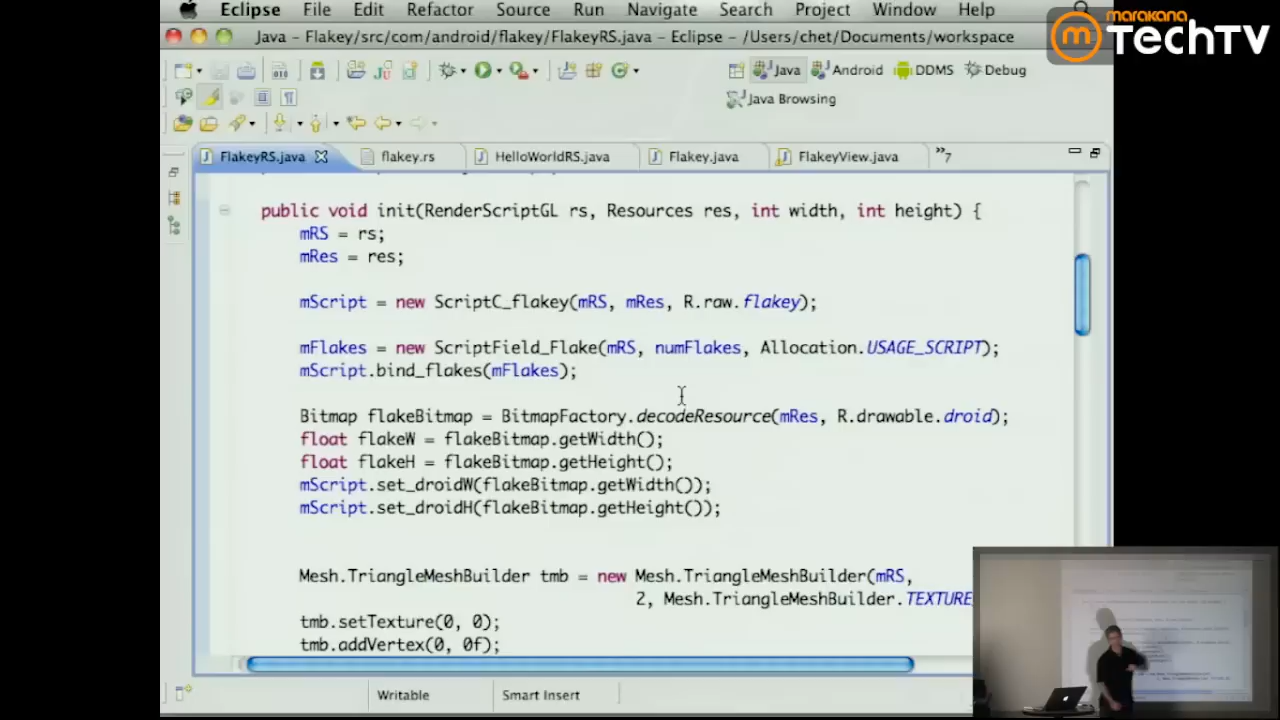 Eclipse File Edit Refactor Source Run Navigate Search Project Window Help
marakana
TechTV
Java - Flakey/src/com/android/flakey/FlakeyRS.java - Eclipse - /Users/chet/Documents/workspace
Java Android DDMS Debug
Java Browsing
FlakeyRS.java flakey.rs HelloWorldRS.java Flakey.java FlakeyView.java »7
public void init(RenderScriptGL rs, Resources res, int width, int height) {
mRS = rs;
mRes = res;
mScript = new ScriptC_flakey(mRS, mRes, R.raw.flakey);
mFlakes = new ScriptField_Flake(mRS, numFlakes, Allocation.USAGE_SCRIPT);
mScript.bind_flakes(mFlakes);
Bitmap flakeBitmap = BitmapFactory.decodeResource(mRes, R.drawable.droid);
float flakeW = flakeBitmap.getWidth();
float flakeH = flakeBitmap.getHeight();
mScript.set_droidW(flakeBitmap.getWidth());
mScript.set_droidH(flakeBitmap.getHeight());
Mesh.TriangleMeshBuilder tmb = new Mesh.TriangleMeshBuilder(mRS,
2, Mesh.TriangleMeshBuilder.TEXTURE
tmb.setTexture(0, 0);
tmb.addVertex(0, 0f);
Writable Smart Insert